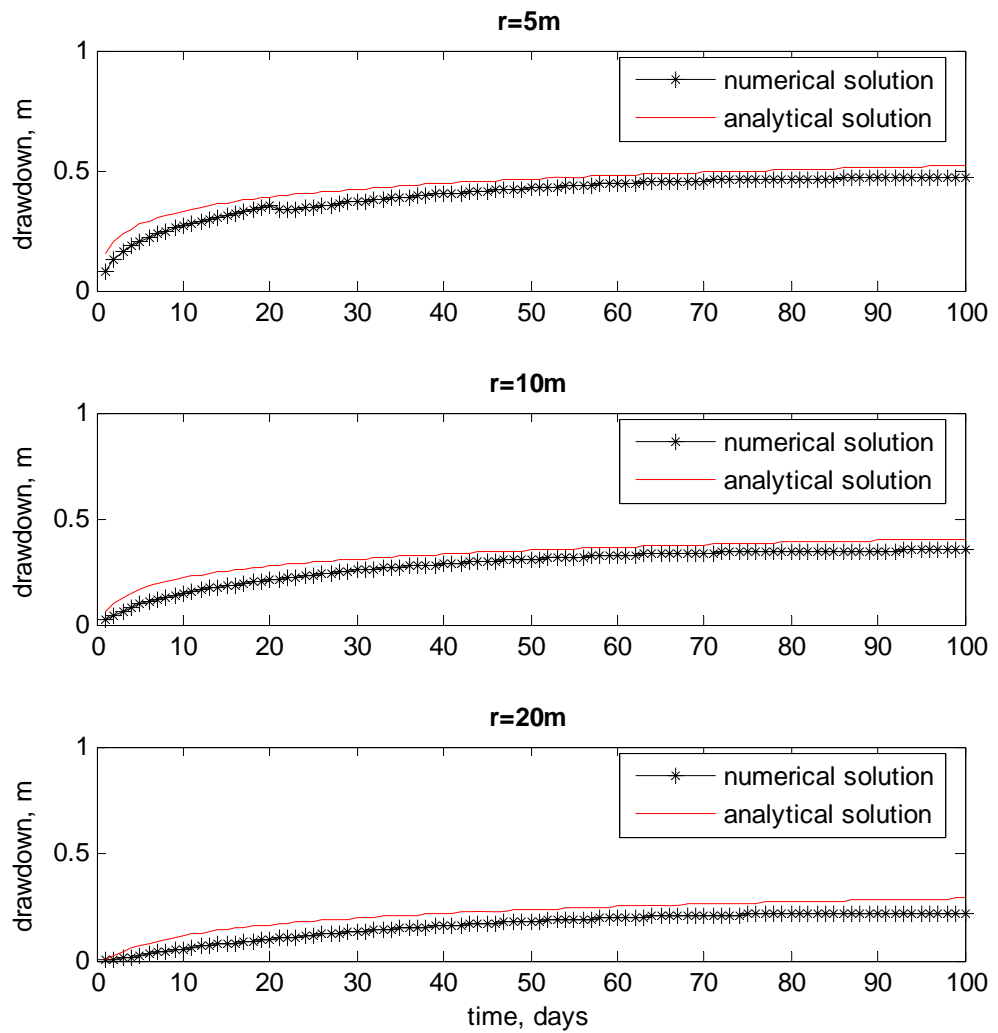 r=5m
1
0.5
0
drawdown, m
numerical solution
analytical solution
0 10 20 30 40 50 60 70 80 90 100
r=10m
1
0.5
0
drawdown, m
numerical solution
analytical solution
0 10 20 30 40 50 60 70 80 90 100
r=20m
1
0.5
0
drawdown, m
numerical solution
analytical solution
0 10 20 30 40 50 60 70 80 90 100
time, days